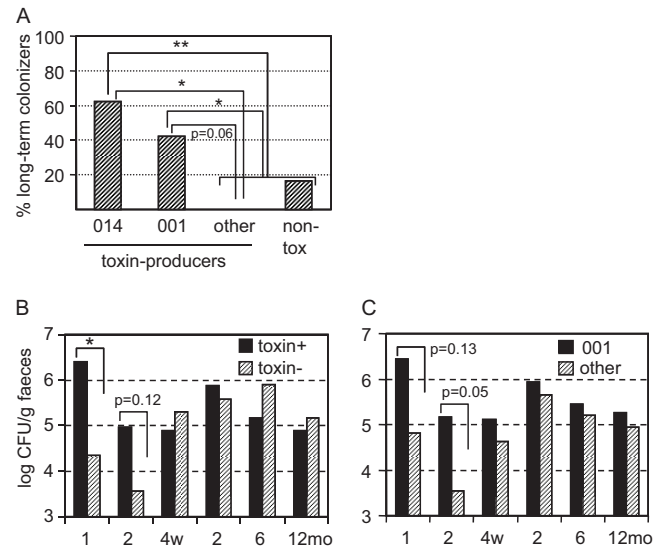 A
% long-term colonizers
100
80
60
40
20
**
*
*
p=0.06
014 001 other non-tox
toxin-producers
B
log CFU/g faeces
7
6
5
4
3
*
p=0.12
toxin+
toxin-
1 2 4w 2 6 12mo
C
7
6
5
4
3
p=0.13
p=0.05
001
other
1 2 4w 2 6 12mo